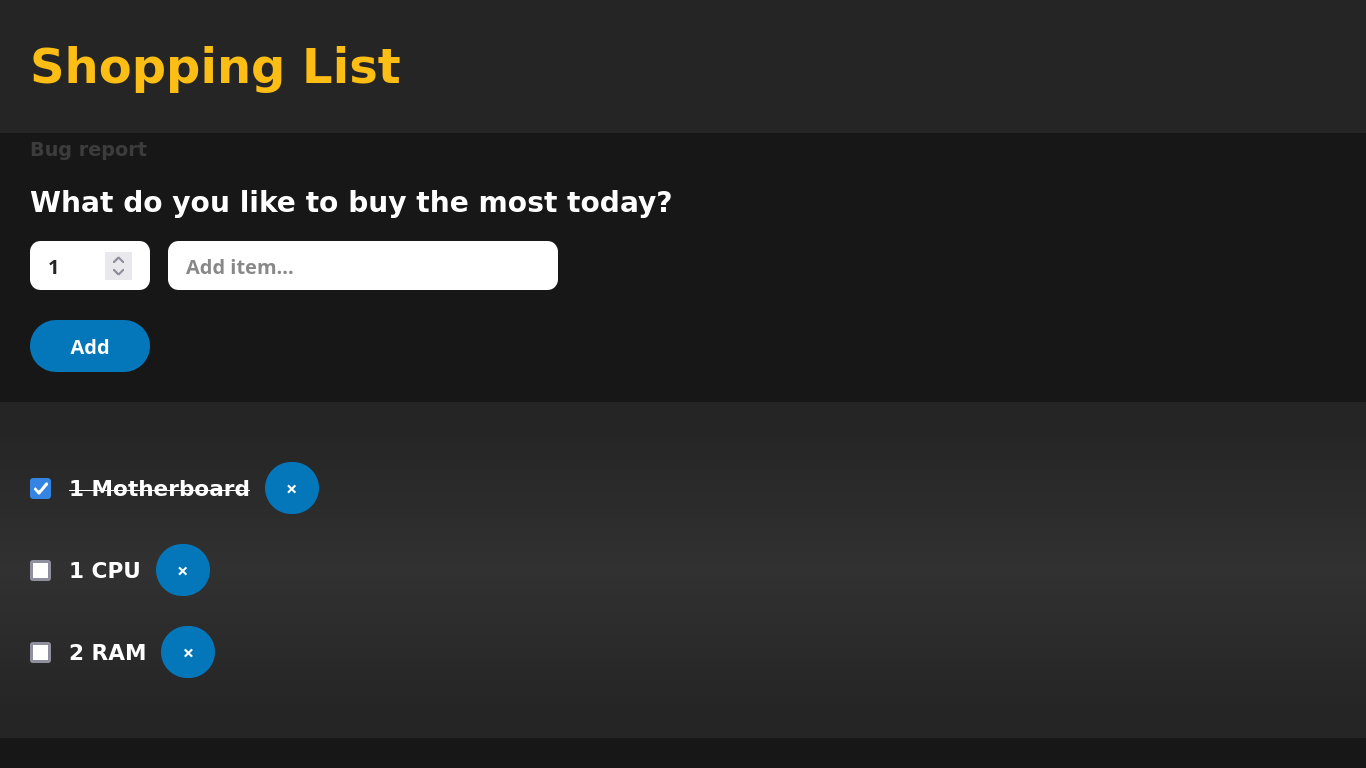 Shopping List
Bug report
What do you like to buy the most today?
1
Add item...
Add
1 Motherboard ×
1 CPU ×
2 RAM ×